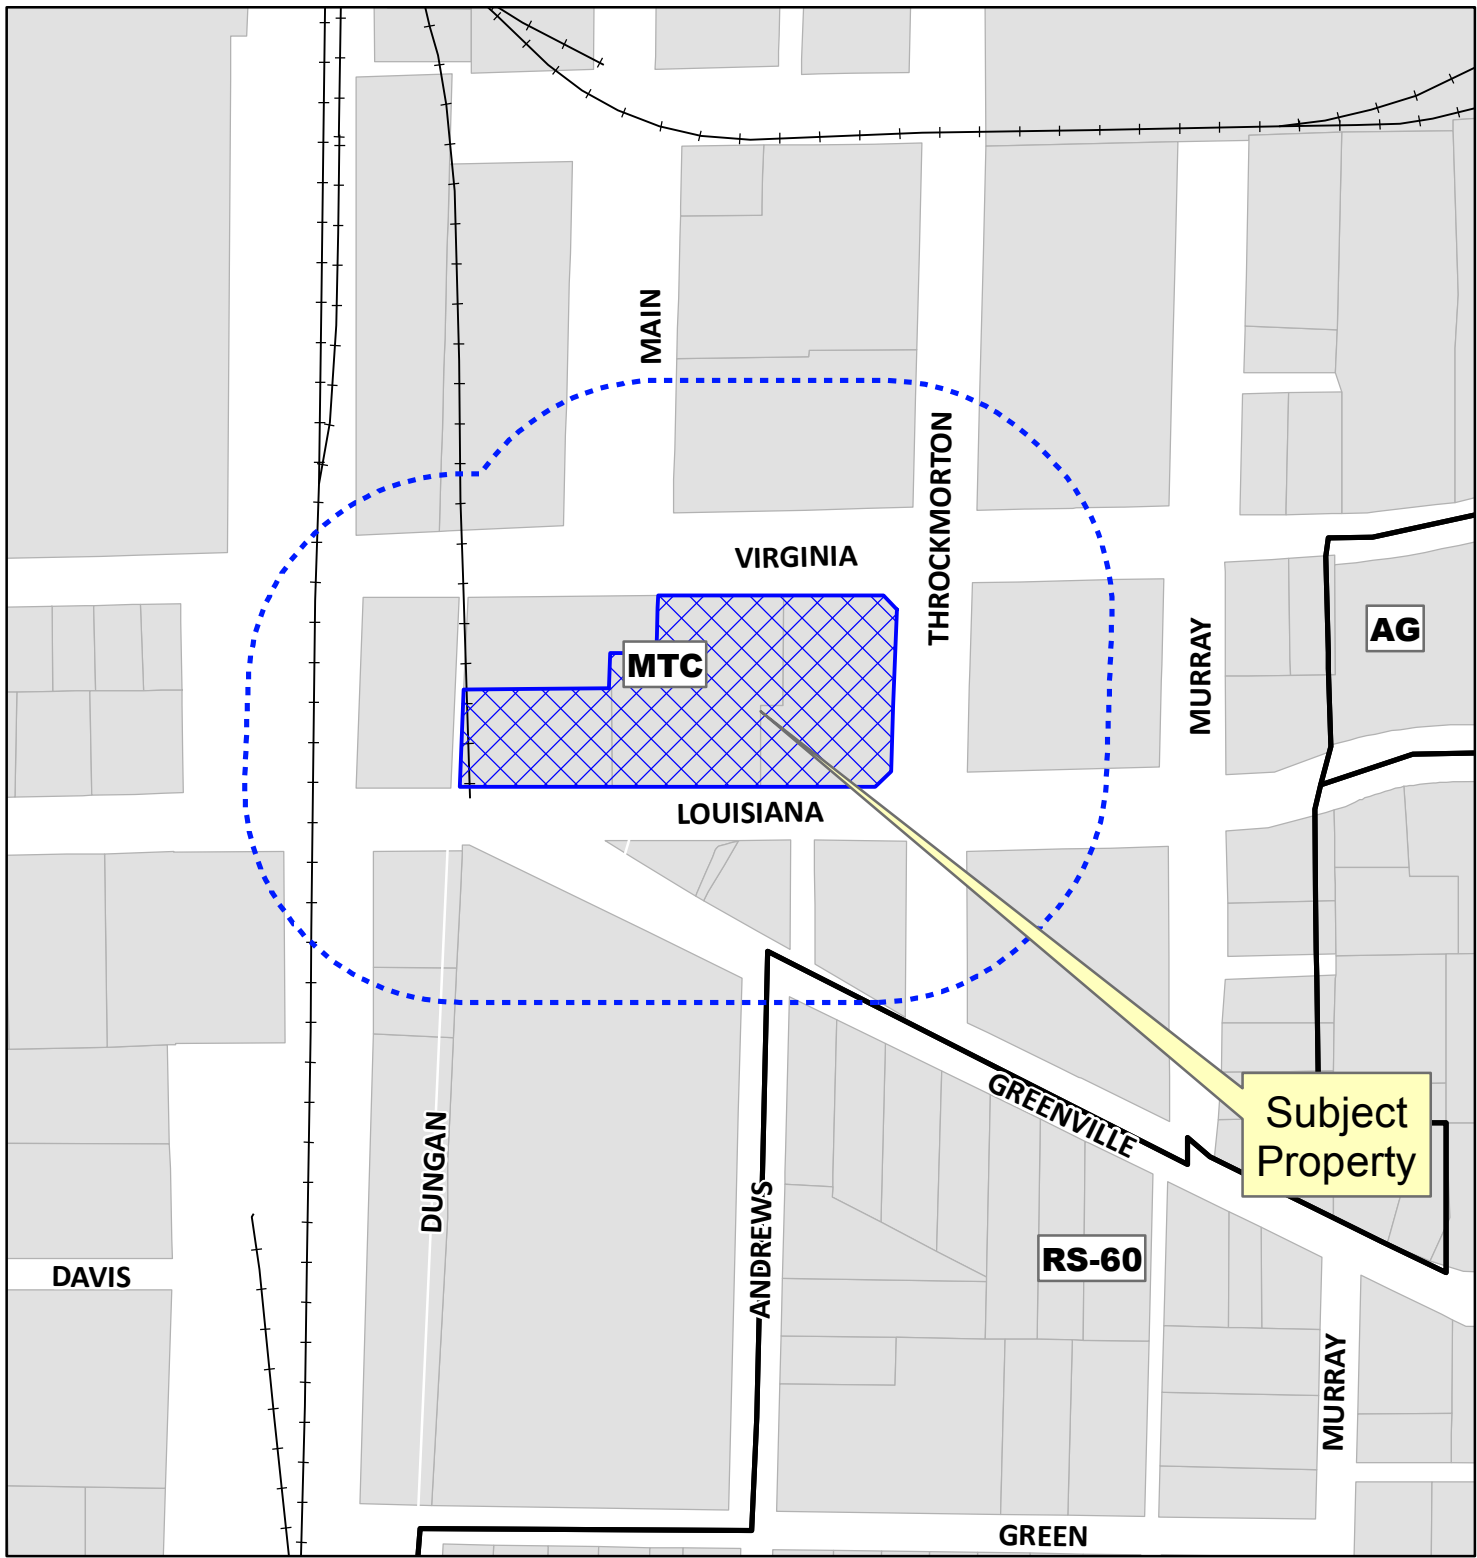 MAIN
THROCKMORTON
VIRGINIA
MURRAY
AG
MTC
LOUISIANA
Subject
Property
GREENVILLE
DUNGAN
ANDREWS
RS-60
DAVIS
MURRAY
GREEN